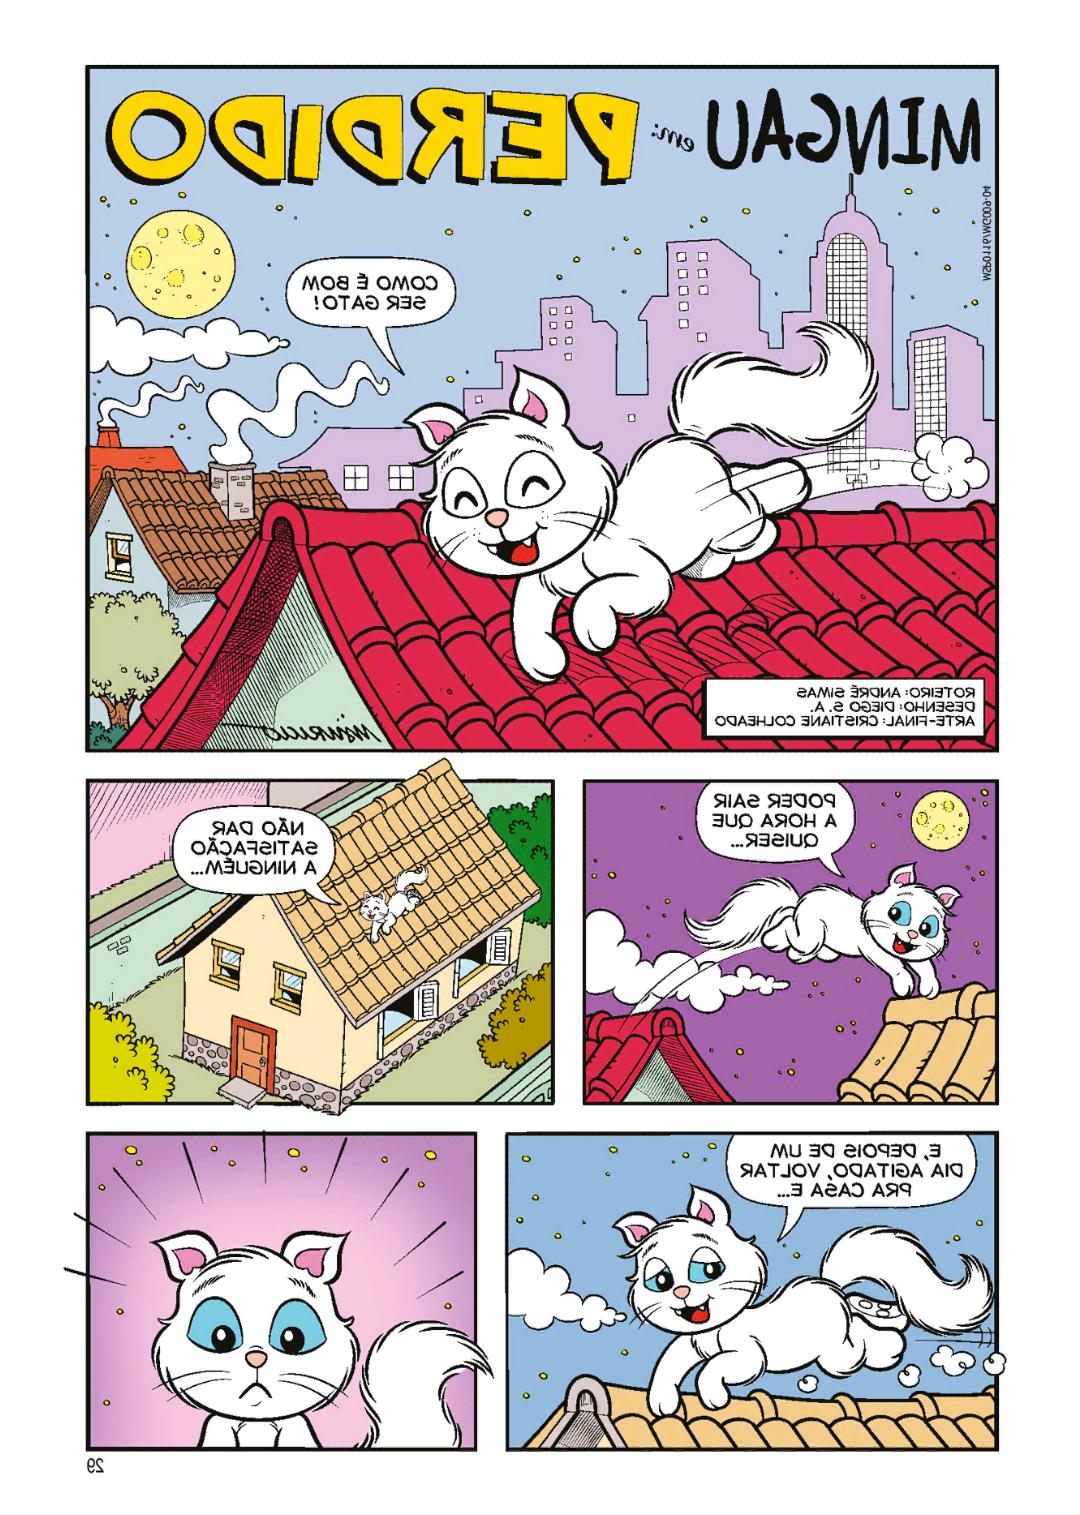 MINGAU em: PERDIDO
COMO É BOM
SER GATO!
ROTEIRO: ANDRÉ SIMAS
DESENHO: DIEGO S. A.
ARTE-FINAL: CRISTIANE COLHEADO
MAURICIO
PODER SAIR
A HORA QUE
QUISER...
NÃO DAR
SATISFAÇÃO
A NINGUÉM...
E, DEPOIS DE UM
DIA AGITADO, VOLTAR
PRA CASA E...
29